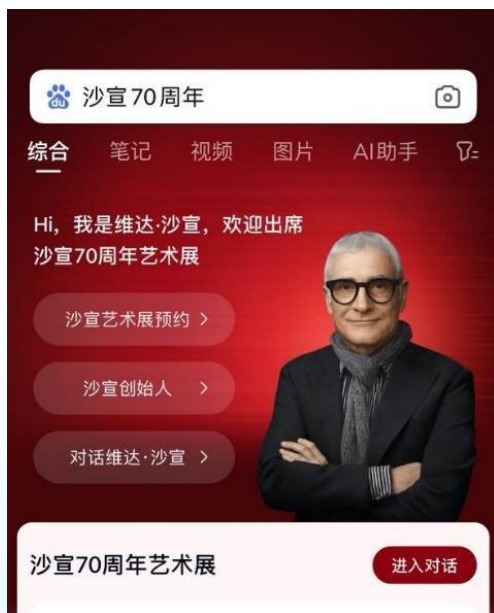 du 沙宣70周年
综合 笔记 视频 图片 AI助手
Hi，我是维达·沙宣，欢迎出席
沙宣70周年艺术展
沙宣艺术展预约 >
沙宣创始人 >
对话维达·沙宣 >
沙宣70周年艺术展 进入对话